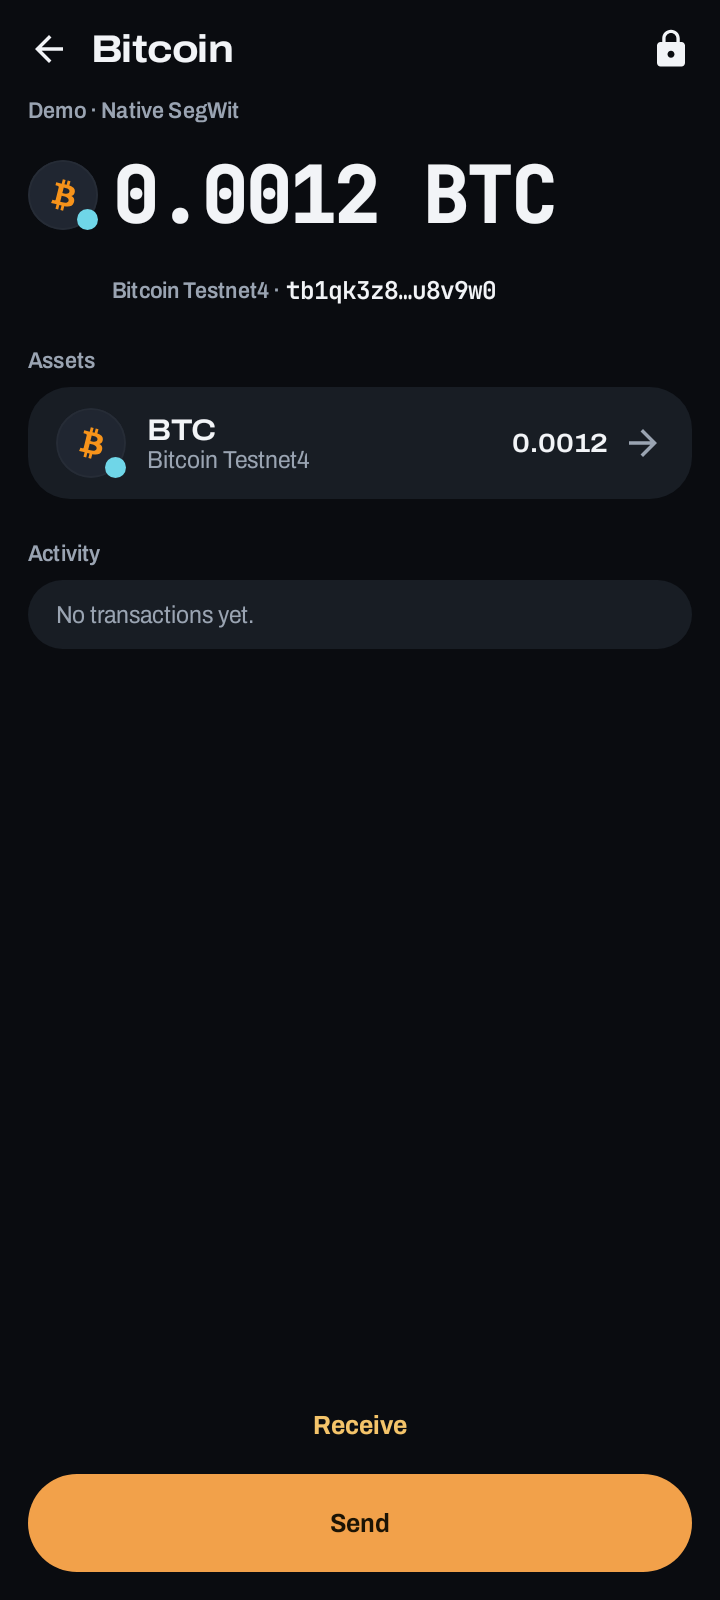 Bitcoin
Demo · Native SegWit
0.0012 BTC
Bitcoin Testnet4 · tb1qk3z8…u8v9w0
Assets
BTC
0.0012
Bitcoin Testnet4
Activity
No transactions yet.
Receive
Send